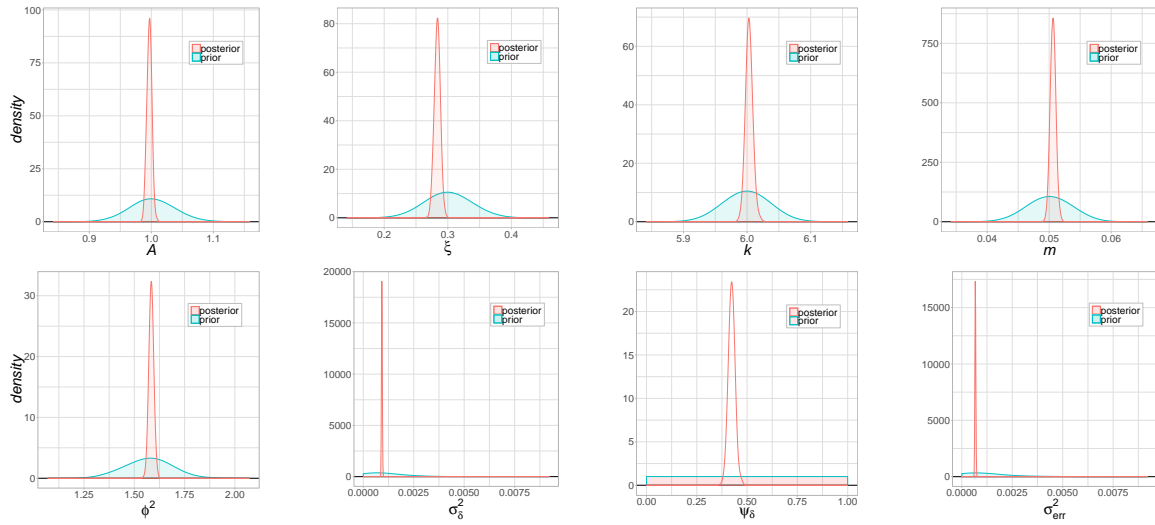 density
100
75
50
25
0
0.9 1.0 1.1
A
posterior
prior
80
60
40
20
0
0.2 0.3 0.4
ξ
posterior
prior
60
40
20
0
5.9 6.0 6.1
k
posterior
prior
750
500
250
0
0.04 0.05 0.06
m
posterior
prior
density
30
20
10
0
1.25 1.50 1.75 2.00
ϕ²
posterior
prior
20000
15000
10000
5000
0
0.0000 0.0025 0.0050 0.0075
σ²δ
posterior
prior
20
15
10
5
0
0.00 0.25 0.50 0.75 1.00
ψδ
posterior
prior
15000
10000
5000
0
0.0000 0.0025 0.0050 0.0075
σ²err
posterior
prior